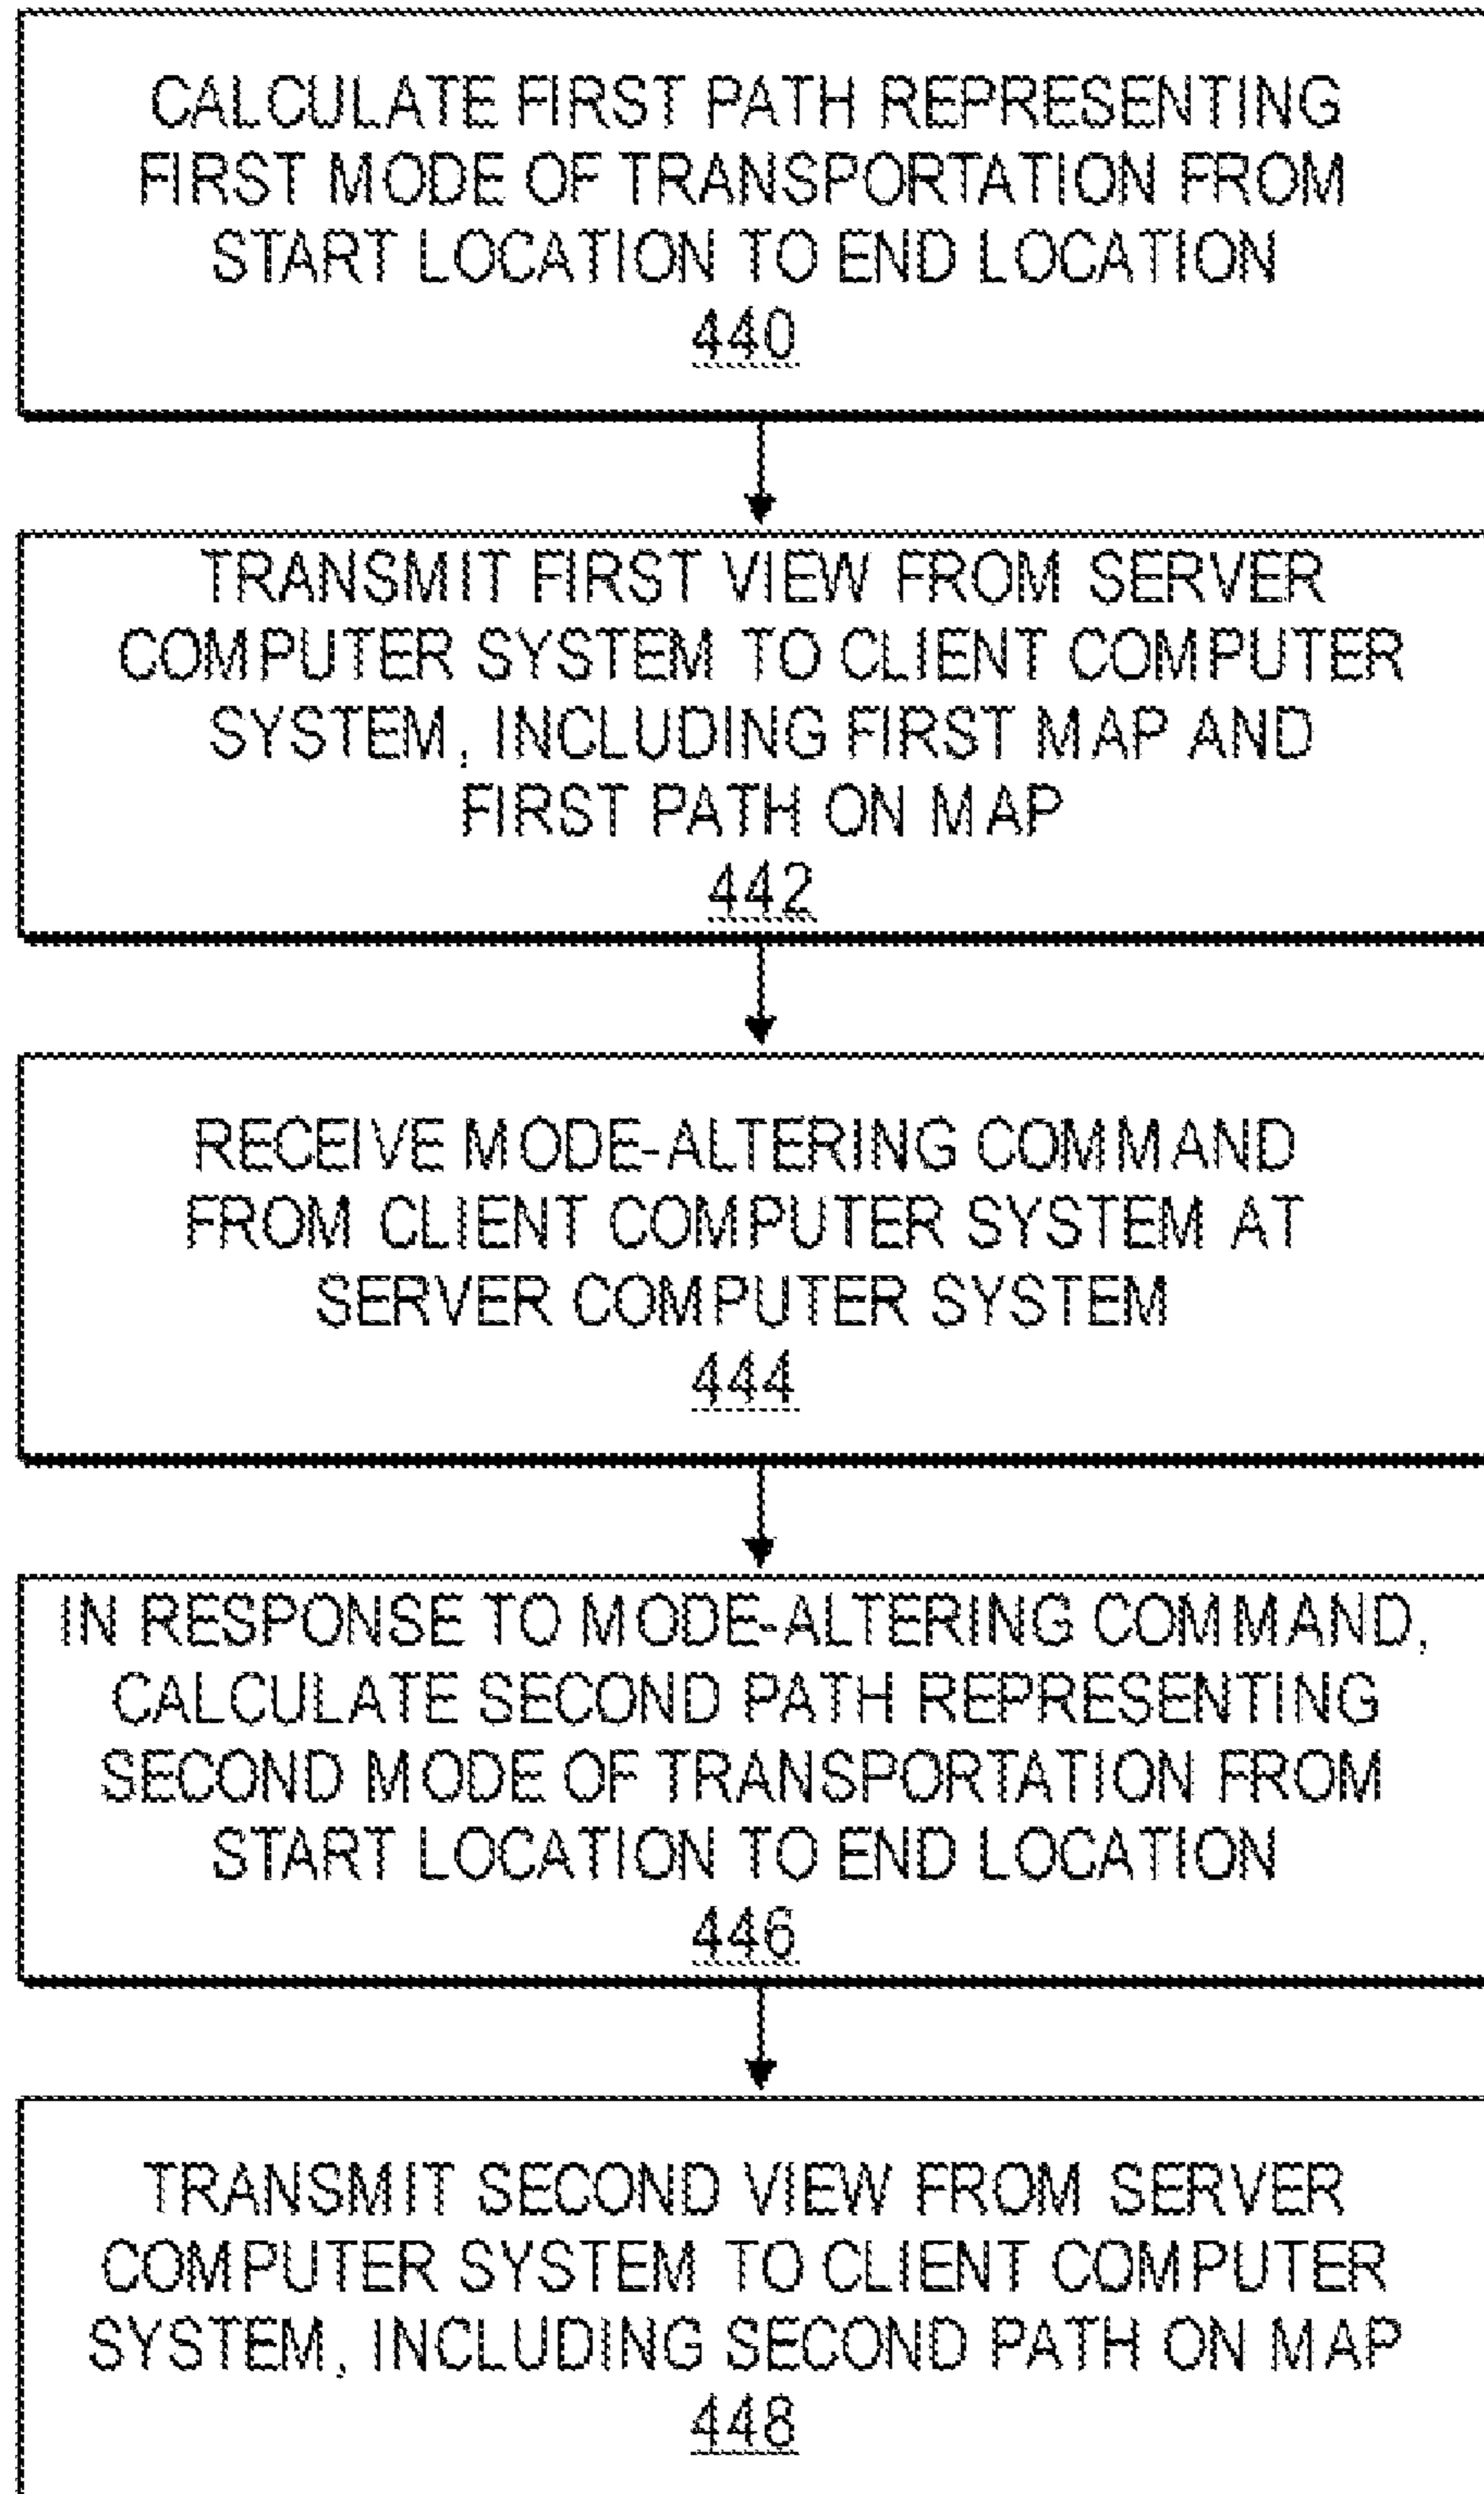 CALCULATE FIRST PATH REPRESENTING
FIRST MODE OF TRANSPORTATION FROM
START LOCATION TO END LOCATION
440
TRANSMIT FIRST VIEW FROM SERVER
COMPUTER SYSTEM TO CLIENT COMPUTER
SYSTEM, INCLUDING FIRST MAP AND
FIRST PATH ON MAP
442
RECEIVE MODE-ALTERING COMMAND
FROM CLIENT COMPUTER SYSTEM AT
SERVER COMPUTER SYSTEM
444
IN RESPONSE TO MODE-ALTERING COMMAND,
CALCULATE SECOND PATH REPRESENTING
SECOND MODE OF TRANSPORTATION FROM
START LOCATION TO END LOCATION
446
TRANSMIT SECOND VIEW FROM SERVER
COMPUTER SYSTEM TO CLIENT COMPUTER
SYSTEM, INCLUDING SECOND PATH ON MAP
448